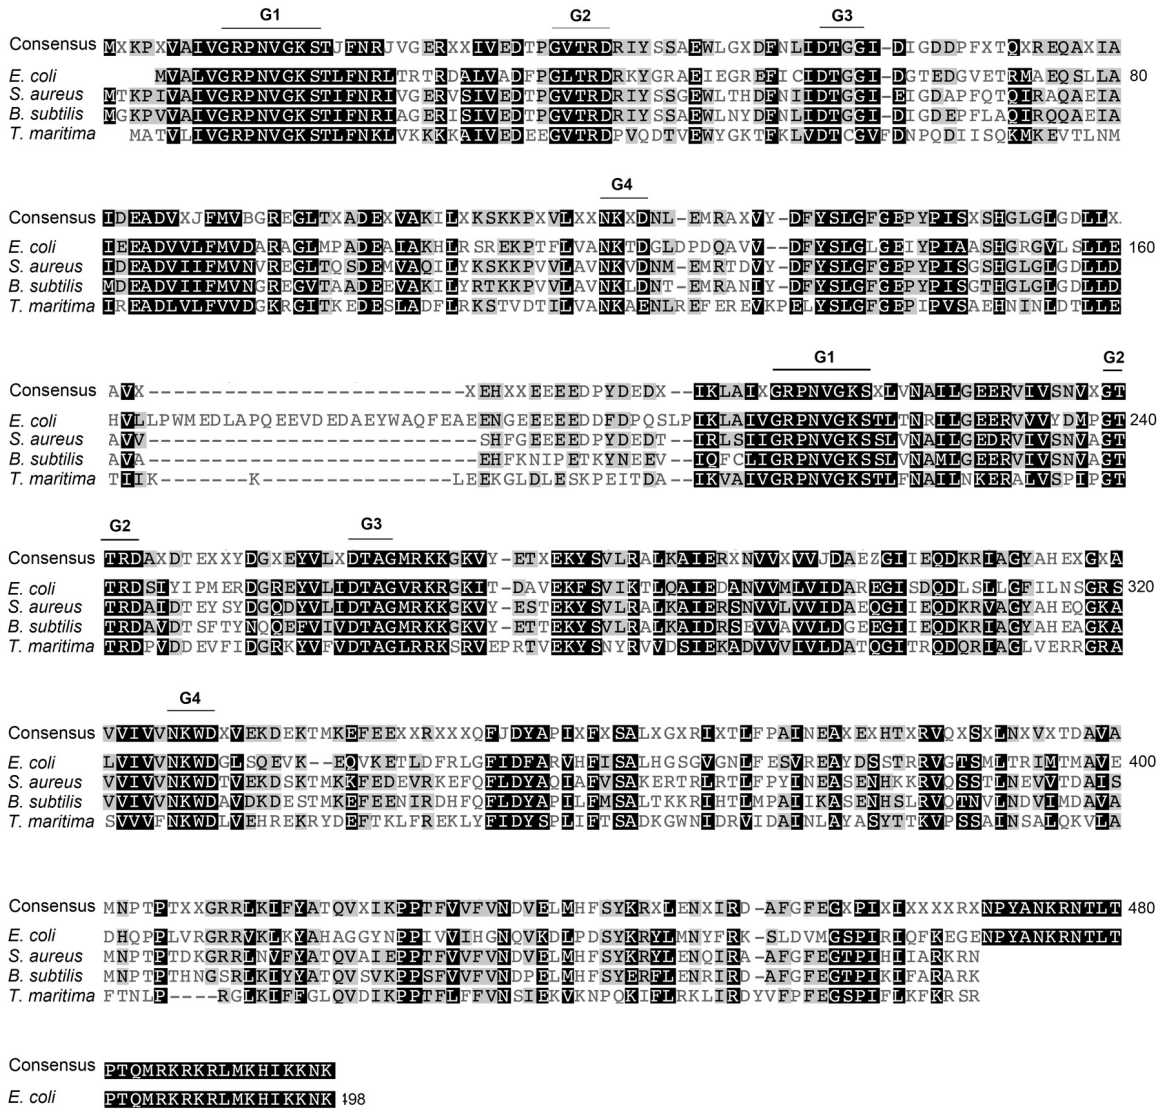 G1 G2 G3
Consensus MXKPXVAIVGRPNVGKSTJFNRJVGERXXIVEDTPGVTRDRIYSSAEWLGXDFNLIDTGGI-DIGDDPFXTQXREQAXIA
E. coli MVALVGRPNVGKSTLFNRLTRTRDALVADFPGLTRDRKYGRAEIEGREFICIDTGGI-DGTEDGVETRMAEQSLLA 80
S. aureus MTKPIVAIVGRPNVGKSTIFNRIVGERVSIVEDTPGVTRDRIYSSGEWLTHDFNIIDTGGI-EIGDAPFQTQIRAQAEIA
B. subtilis MGKPVVAIVGRPNVGKSTIFNRIAGERISIVEDTPGVTRDRIYSSAEWLNYDFNLIDTGGI-DIGDEPFLAQIRQQAEIA
T. maritima MATVLIVGRPNVGKSTLFNKLVKKKKAIVEDEEGVTRDPVQDTVEWYGKTFKLVDTCGVFDNPQDIISQKMKEVTLNM
G4
Consensus IDEADVXJFMVBGREGLTXADEXVAKILXKSKKPXVLXXNKXDNL-EMRAXVY-DFYSLGFGEPYPISXSHGLGLGDLLX
E. coli IEEADVVLFMVDARAGLMPADEAIAKHLRSREKPTFLVANKTDGLDPDQAVV--DFYSLGLGEIYPIAASHGRGVLSLLE 160
S. aureus IDEADVIIFMVNVREGLTQSDEMVAQILYKSKKPVVLAVNKVDNM-EMRTDVY-DFYSLGFGEPYPISGSHGLGLGDLLD
B. subtilis MDEADVIIFMVNGREGVTAADEEVAKILYRTKKPVVLAVNKLDNT-EMRANIY-DFYSLGFGEPYPISGTHGLGLGDLLD
T. maritima IREADLVLFVVDGKRGITKEDESLADFLRKSTVDTILVANKAENLREFEREVKPELYSLGFGEPIPVSAEHNINLDTLLE
G1 G2
Consensus AVX-------------------------XEHXXEEEEDPYDEDX--IKLAIXGRPNVGKSXLVNAILGEERVIVSNVXGT
E. coli HVLLPWMEDLAPQEEVDEDAEYWAQFEAEENGEEEEDDFDPQSLPIKLAIVGRPNVGKSTLTNRILGEERVVVYDMPGT 240
S. aureus AVV--------------------------SHFGEEEEDPYDEDT--IRLSIIGRPNVGKSSLVNAILGEDRVIVSNVAGT
B. subtilis AVA--------------------------EHFKNIPETKYNEEV--IQFCLIGRPNVGKSSLVNAMLGEERVIVSNVAGT
T. maritima TIIK--------K---------------LEEKGLDLESKPEITDA--IKVAIVGRPNVGKSTLFNAILNKERALVSPIPGT
G2 G3
Consensus TRDAXDTEXXYDGXEYVLXDTAGMRKKGKVY-ETXEKYSVLRALKAIERXNVVXVVJDAEZGIIEQDKRIAGYAHEXGXA
E. coli TRDSIYIPMERDGREYVLIDTAGVRKRGKIT-DAVEKFSVIKTLQAIEDANVVMLVIDAREGISDQDLSLLGFILNSGRS 320
S. aureus TRDAIDTEYSYDGQDYVLIDTAGMRKKGKVY-ESTEKYSVLRALKAIERSNVVLVVIDAEQGIIEQDKRVAGYAHEQGKA
B. subtilis TRDAVDTSFTYNQQEFVIVDTAGMRKKGKVY-ETTEKYSVLRALKAIDRSEVVAVVLDGEEGIIEQDKRIAGYAHEAGKA
T. maritima TRDPVDDEVFIDGRKYVFVDTAGLRRKSRVEPRTVEKYSNYRVVDSIEKADVVVIVLDATQGITRQDQRIAGLVERRGRA
G4
Consensus VVIVVNKWDXVEKDEKTMKEFEEXXRXXXXQFJDYAPIXFXSALXGXRIXTLFPAINEAXEXHTXRVQXSXLNXVXTDAVA
E. coli LVIVVNKWDGLSQEVK--EQVKETLDFRLGFIDFARVHFISALHGSGVGNLFESVREAYDSSTRRVGTSMLTRIMTMAVE 400
S. aureus VVIVVNKWDTVEKDSKTMKKFEDEVRKEFQFLDYAQIAFVSAKERTRLRTLFPYINEASENHKKRVQSSTLNEVVTDAIS
B. subtilis VVIVVNKWDAVDKDESTMKEFEENIRDHFQFLDYAPILFMSALTKKRIHTLMPAIIKASENHSLRVQTNVLNDVIMDAVA
T. maritima SVVVFNKWDLVEHREKRYDEFTKLFREKLYFIDYSPLIFTSADKGWNIDRVIDAINLAYASYTTKVPSSAINSALQKVLA
Consensus MNPTPTXXGRRLKIFYATQVXIKPPTFVVFVNDVELMHFSYKRXLENXIRD-AFGFEGXPIXIXXXXRXNPYANKRNTLT 480
E. coli DHQPPLVRGRRVKLKYAHAGGYNPPIVVIHGNQVKDLPDSYKRYLMNYFRK-SLDVMGSPIRIQFKEGENPYANKRNTLT
S. aureus MNPTPTDKGRRLNVFYATQVAIEPPTFVVFVNDVELMHFSYKRYLENQIRD-AFGFEGTPIHIIARKRN
B. subtilis MNPTPTHNGSRLKIYYATQVSVKPPSFVVFVNDPELMHFSYERFLENRIRD-AFGFEGTPIKIFARARK
T. maritima FTNLP----RGLKIFFGLQVDIKPPTFLFFVNSIEKVKNPQKIFLRKLIRDYVFPFEGSPIFLKFKRSR
Consensus PTQMRKRKRLMKHIKKNK
E. coli PTQMRKRKRLMKHIKKNK 498